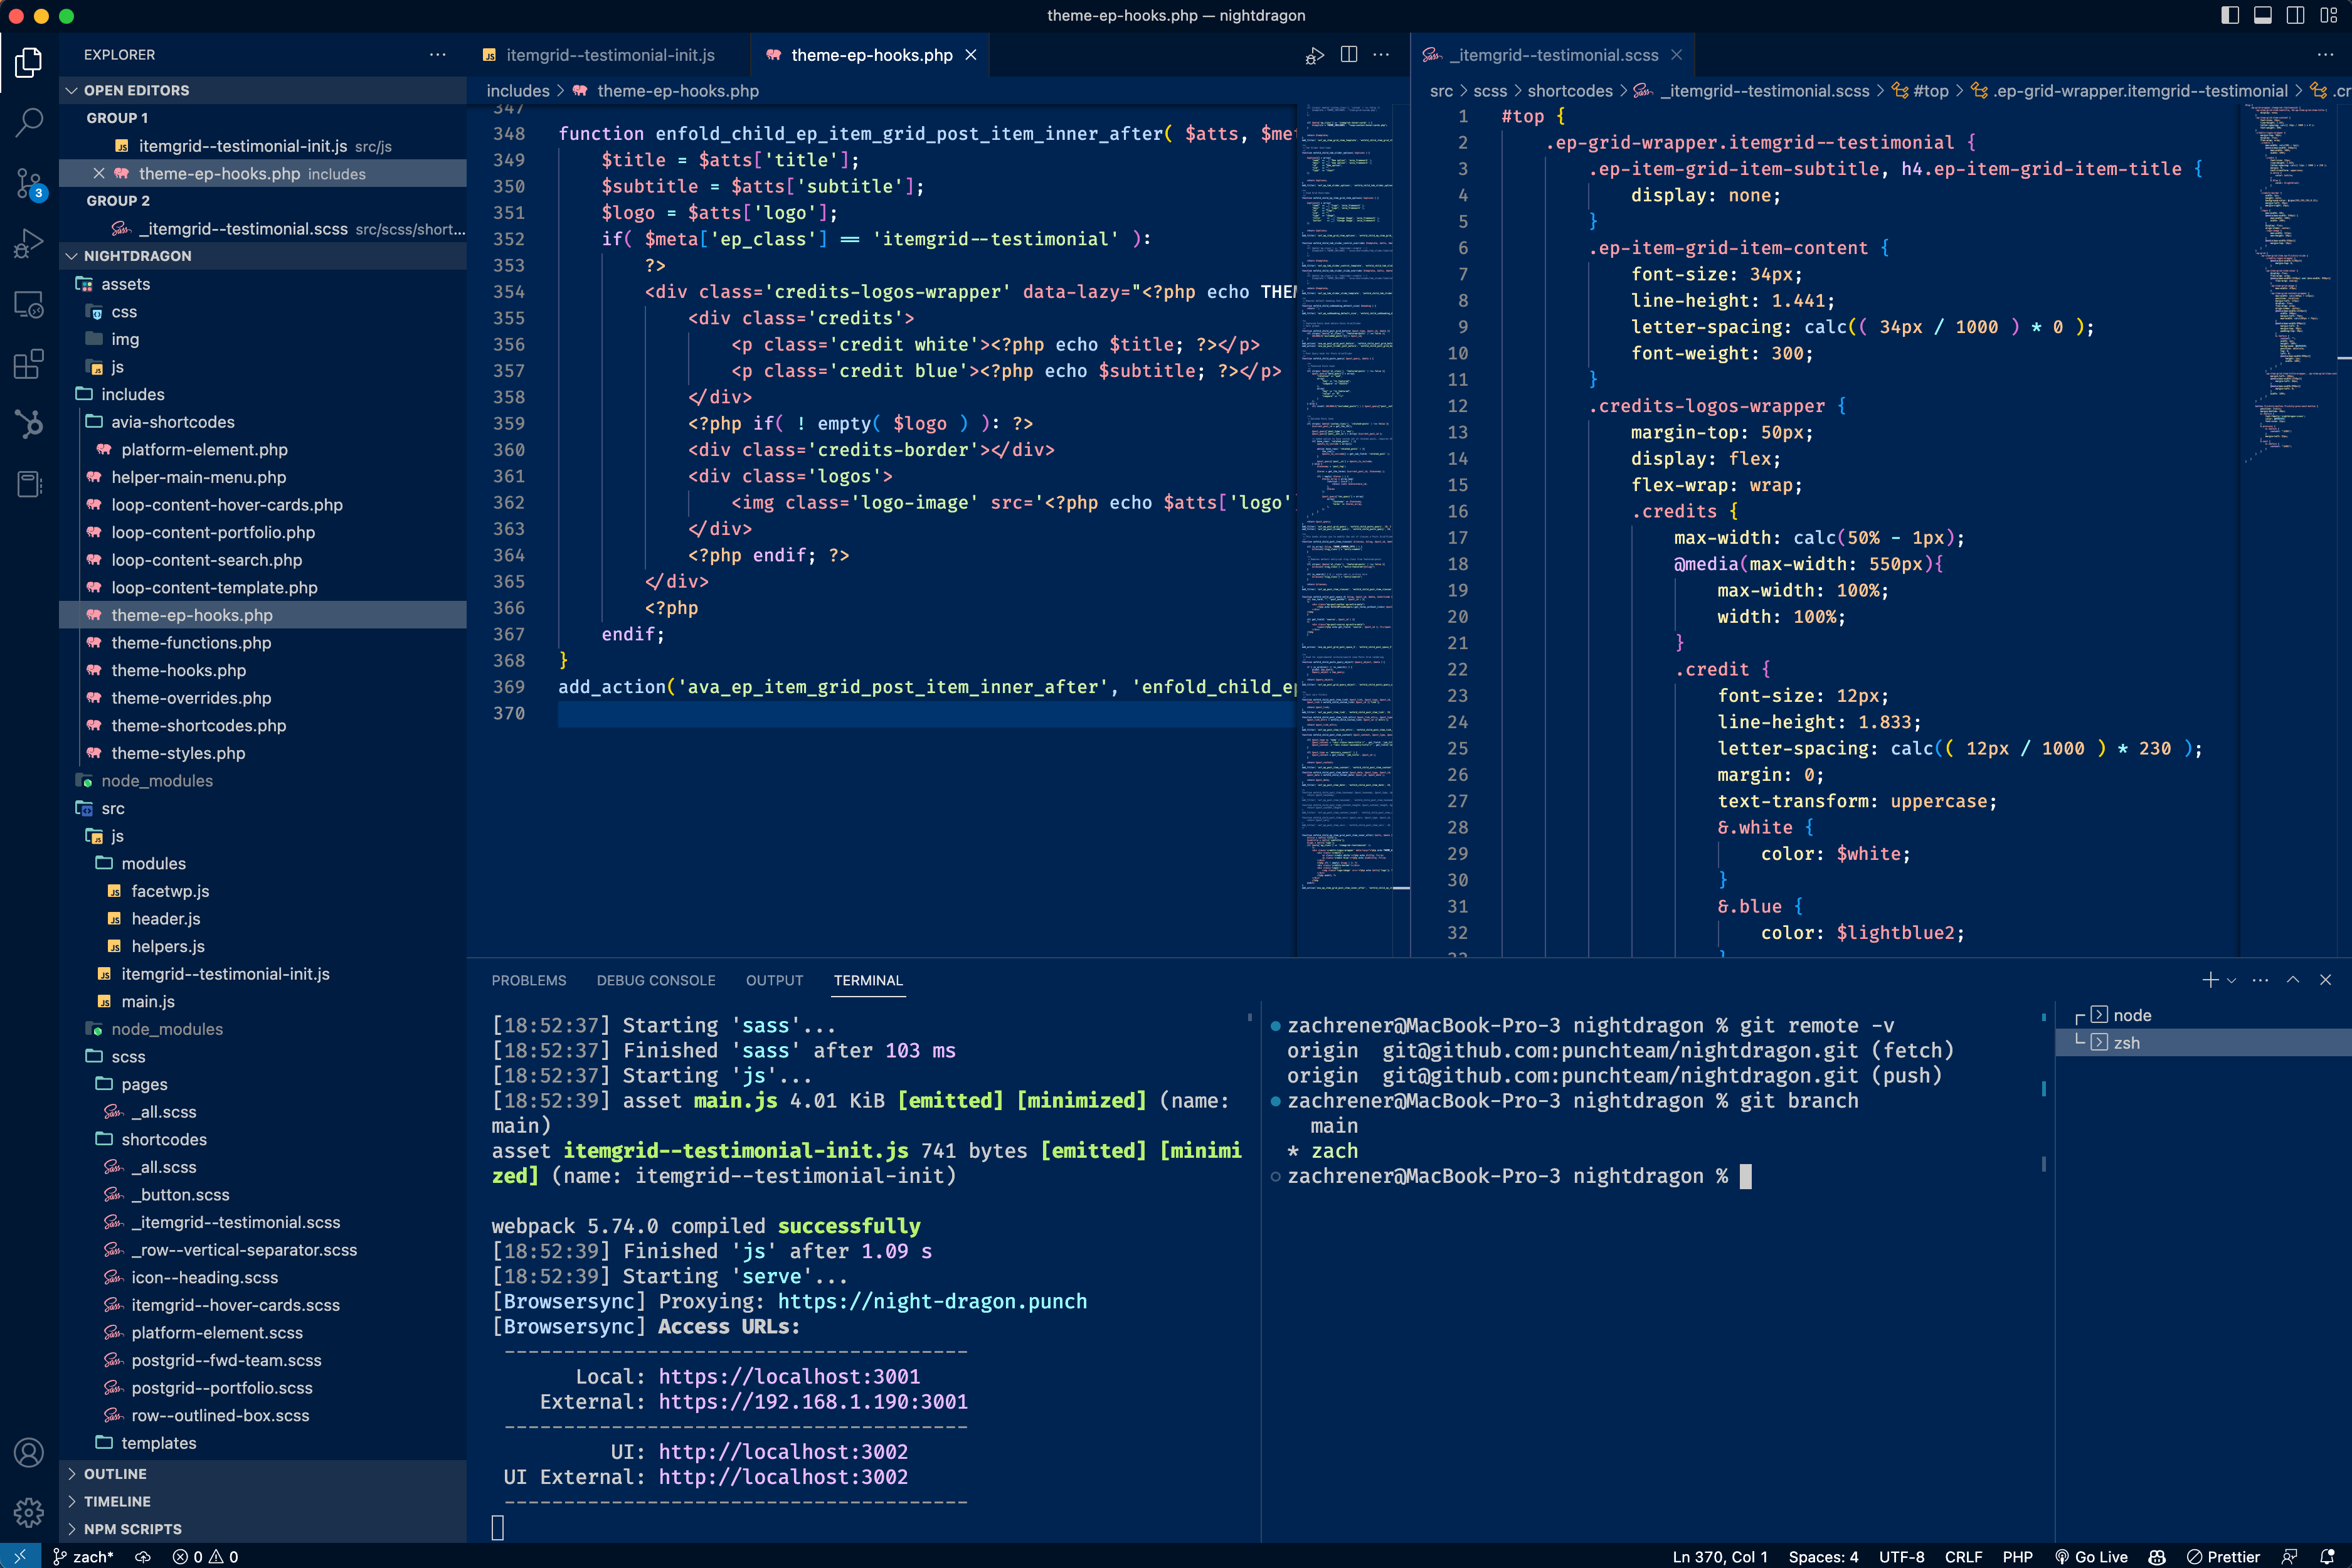 theme-ep-hooks.php — nightdragon
EXPLORER
OPEN EDITORS
GROUP 1
itemgrid--testimonial-init.js src/js
theme-ep-hooks.php includes
GROUP 2
_itemgrid--testimonial.scss src/scss/short...
NIGHTDRAGON
assets
css
img
js
includes
avia-shortcodes
platform-element.php
helper-main-menu.php
loop-content-hover-cards.php
loop-content-portfolio.php
loop-content-search.php
loop-content-template.php
theme-ep-hooks.php
theme-functions.php
theme-hooks.php
theme-overrides.php
theme-shortcodes.php
theme-styles.php
node_modules
src
js
modules
facetwp.js
header.js
helpers.js
itemgrid--testimonial-init.js
main.js
node_modules
scss
pages
_all.scss
shortcodes
_all.scss
_button.scss
_itemgrid--testimonial.scss
_row--vertical-separator.scss
icon--heading.scss
itemgrid--hover-cards.scss
platform-element.scss
postgrid--fwd-team.scss
postgrid--portfolio.scss
row--outlined-box.scss
templates
OUTLINE
TIMELINE
NPM SCRIPTS
3
itemgrid--testimonial-init.js
theme-ep-hooks.php
includes > theme-ep-hooks.php
347
348 function enfold_child_ep_item_grid_post_item_inner_after( $atts, $met
349 $title = $atts['title'];
350 $subtitle = $atts['subtitle'];
351 $logo = $atts['logo'];
352 if( $meta['ep_class'] == 'itemgrid--testimonial' ):
353 ?>
354 <div class='credits-logos-wrapper' data-lazy="<?php echo THEM
355 <div class='credits'>
356 <p class='credit white'><?php echo $title; ?></p>
357 <p class='credit blue'><?php echo $subtitle; ?></p>
358 </div>
359 <?php if( ! empty( $logo ) ): ?>
360 <div class='credits-border'></div>
361 <div class='logos'>
362 <img class='logo-image' src='<?php echo $atts['logo']
363 </div>
364 <?php endif; ?>
365 </div>
366 <?php
367 endif;
368 }
369 add_action('ava_ep_item_grid_post_item_inner_after', 'enfold_child_ep
370
_itemgrid--testimonial.scss
src > scss > shortcodes > _itemgrid--testimonial.scss > #top > .ep-grid-wrapper.itemgrid--testimonial > .cr
1 #top {
2 .ep-grid-wrapper.itemgrid--testimonial {
3 .ep-item-grid-item-subtitle, h4.ep-item-grid-item-title {
4 display: none;
5 }
6 .ep-item-grid-item-content {
7 font-size: 34px;
8 line-height: 1.441;
9 letter-spacing: calc(( 34px / 1000 ) * 0 );
10 font-weight: 300;
11 }
12 .credits-logos-wrapper {
13 margin-top: 50px;
14 display: flex;
15 flex-wrap: wrap;
16 .credits {
17 max-width: calc(50% - 1px);
18 @media(max-width: 550px){
19 max-width: 100%;
20 width: 100%;
21 }
22 .credit {
23 font-size: 12px;
24 line-height: 1.833;
25 letter-spacing: calc(( 12px / 1000 ) * 230 );
26 margin: 0;
27 text-transform: uppercase;
28 &.white {
29 color: $white;
30 }
31 &.blue {
32 color: $lightblue2;
33 }
PROBLEMS DEBUG CONSOLE OUTPUT TERMINAL
[18:52:37] Starting 'sass'...
[18:52:37] Finished 'sass' after 103 ms
[18:52:37] Starting 'js'...
[18:52:39] asset main.js 4.01 KiB [emitted] [minimized] (name:
main)
asset itemgrid--testimonial-init.js 741 bytes [emitted] [minimi
zed] (name: itemgrid--testimonial-init)
webpack 5.74.0 compiled successfully
[18:52:39] Finished 'js' after 1.09 s
[18:52:39] Starting 'serve'...
[Browsersync] Proxying: https://night-dragon.punch
[Browsersync] Access URLs:
---------------------------------------
Local: https://localhost:3001
External: https://192.168.1.190:3001
---------------------------------------
UI: http://localhost:3002
UI External: http://localhost:3002
---------------------------------------
zachrener@MacBook-Pro-3 nightdragon % git remote -v
origin git@github.com:punchteam/nightdragon.git (fetch)
origin git@github.com:punchteam/nightdragon.git (push)
zachrener@MacBook-Pro-3 nightdragon % git branch
main
* zach
zachrener@MacBook-Pro-3 nightdragon %
node
zsh
zach* 0 0
Ln 370, Col 1 Spaces: 4 UTF-8 CRLF PHP Go Live Prettier